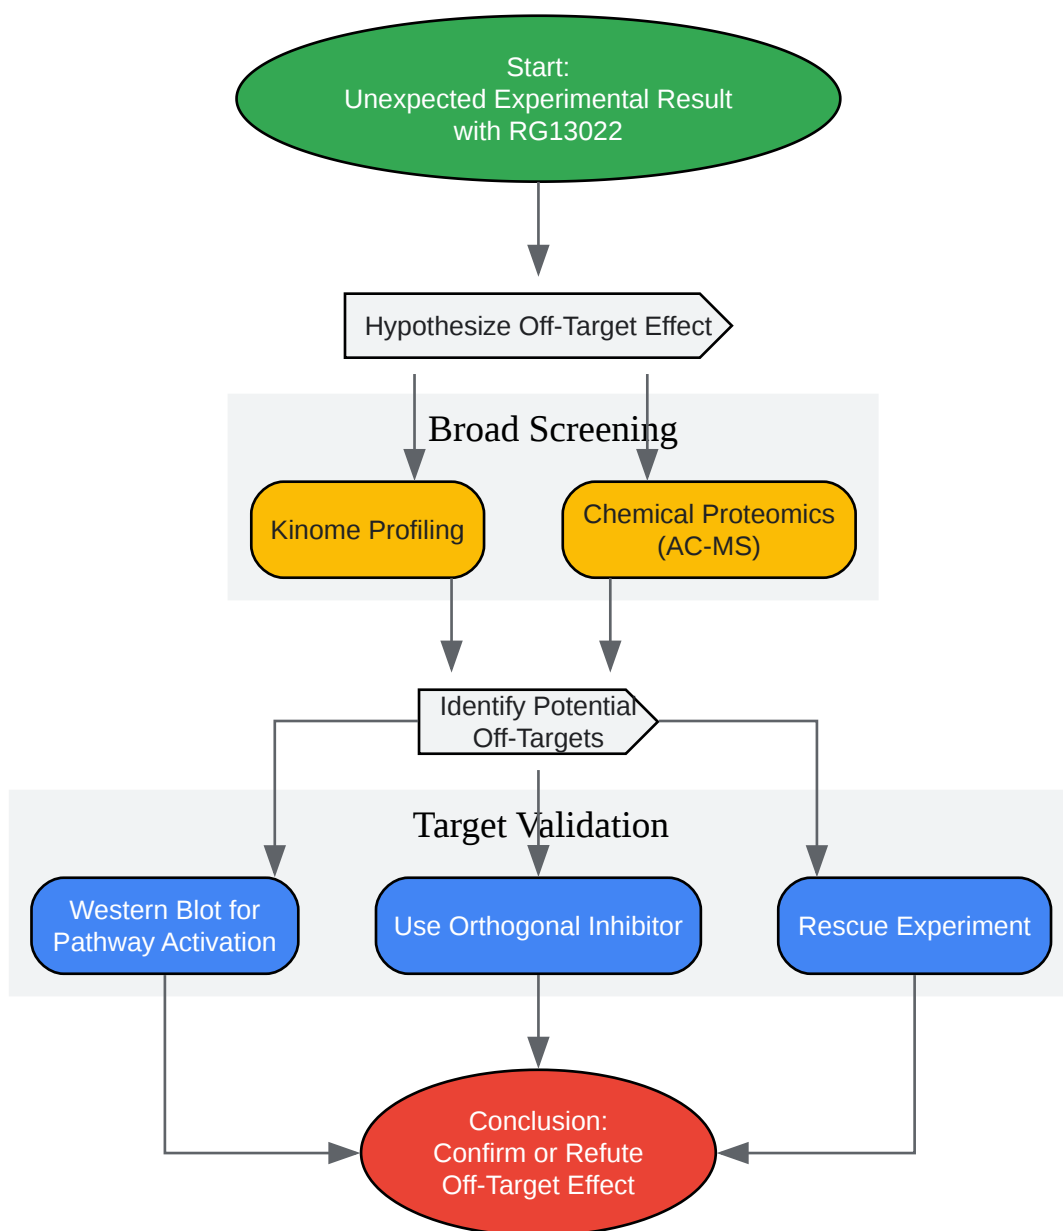 Start:
Unexpected Experimental Result
with RG13022
Hypothesize Off-Target Effect
Broad Screening
Kinome Profiling
Chemical Proteomics
(AC-MS)
Identify Potential
Off-Targets
Target Validation
Western Blot for
Pathway Activation
Use Orthogonal Inhibitor
Rescue Experiment
Conclusion:
Confirm or Refute
Off-Target Effect